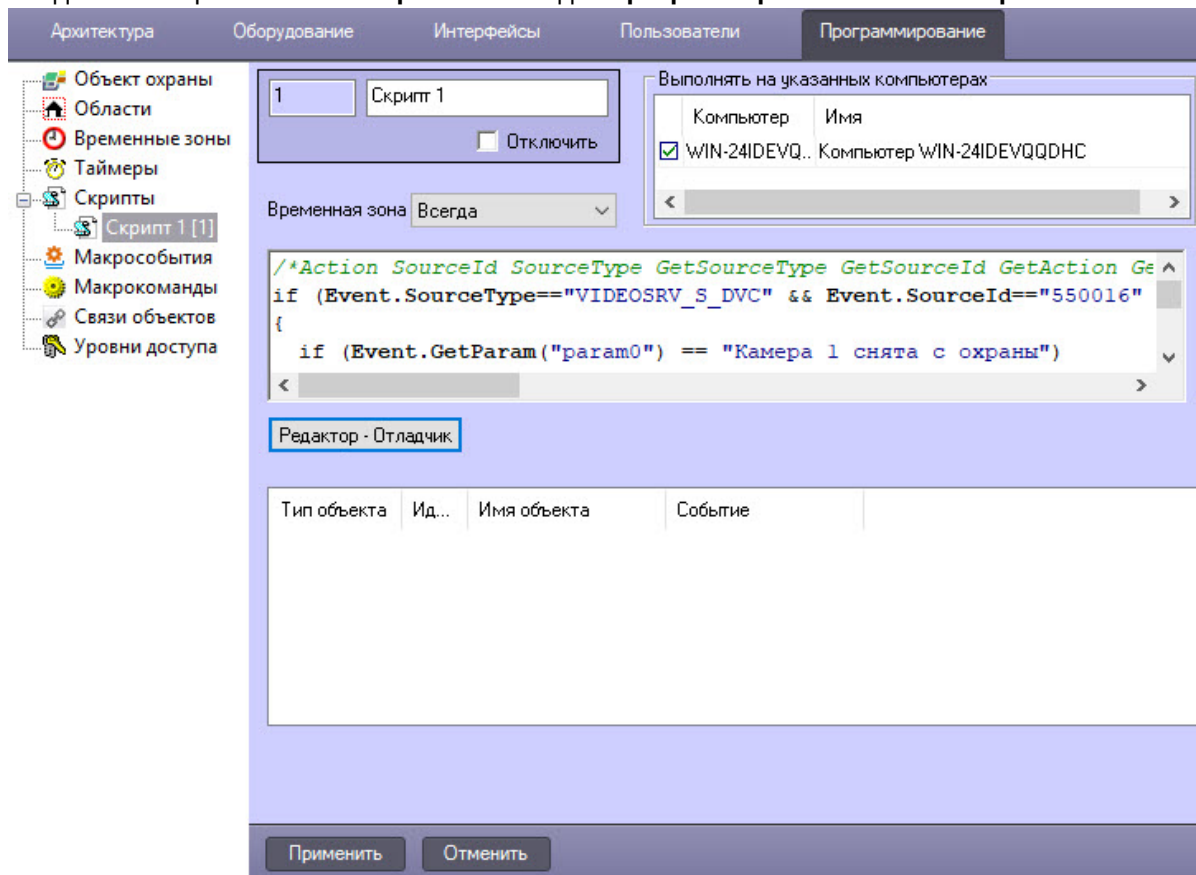 Архитектура Оборудование Интерфейсы Пользователи Программирование
Объект охраны
Области
Временные зоны
Таймеры
Скрипты
Скрипт 1 [1]
Макрособытия
Макрокоманды
Связи объектов
Уровни доступа
1 Скрипт 1
Отключить
Временная зона Всегда
Выполнять на указанных компьютерах
Компьютер Имя
WIN-24IDEVQ.. Компьютер WIN-24IDEVQQDHC
/*Action SourceId SourceType GetSourceType GetSourceId GetAction Ge
if (Event.SourceType=="VIDEOSRV_S_DVC" && Event.SourceId=="550016"
{
if (Event.GetParam("param0") == "Камера 1 снята с охраны")
Редактор - Отладчик
Тип объекта Ид... Имя объекта Событие
Применить Отменить